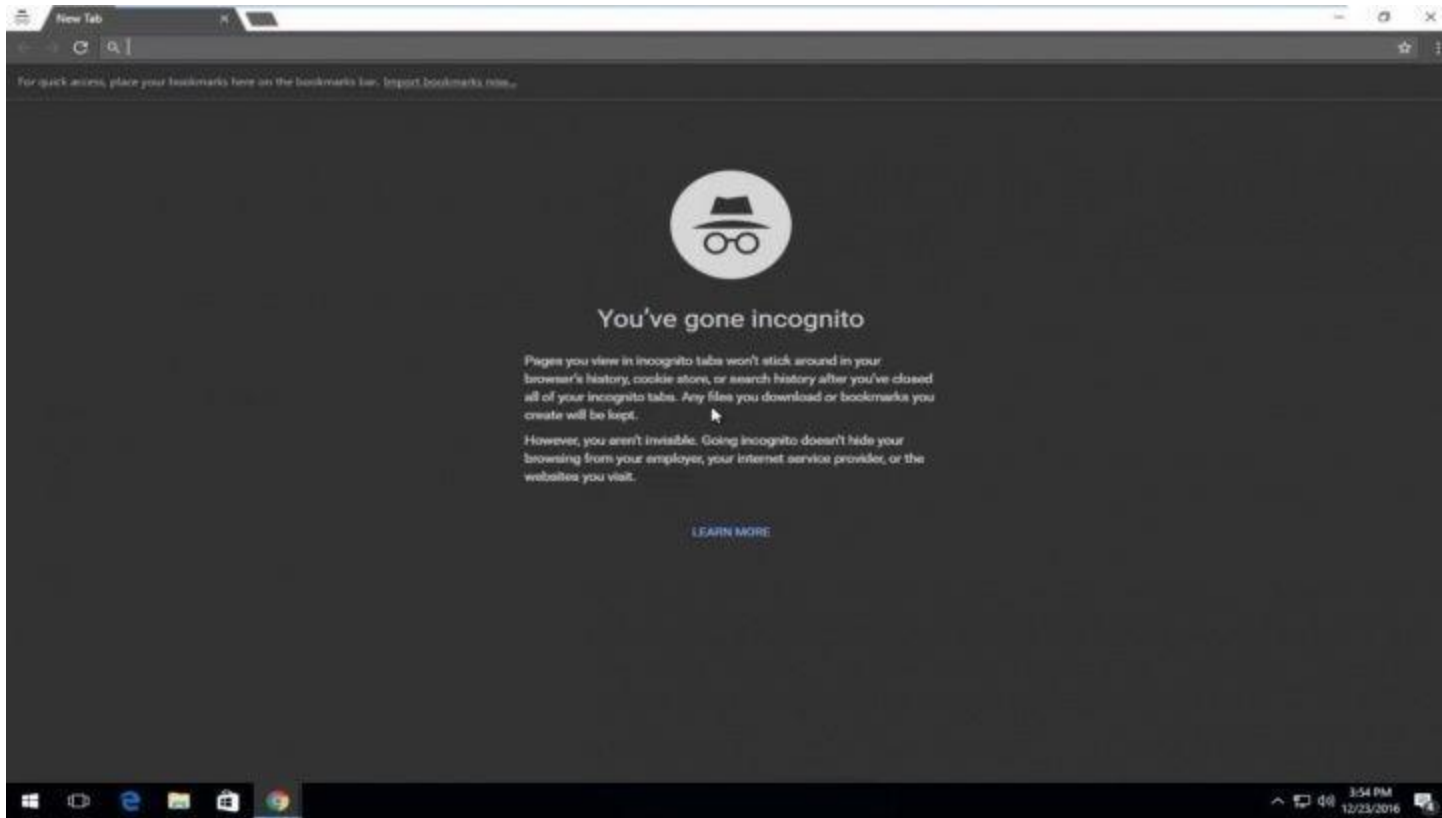 New Tab
For quick access, place your bookmarks here on the bookmarks bar. Import bookmarks now...
You've gone incognito
Pages you view in incognito tabs won't stick around in your
browser's history, cookie store, or search history after you've closed
all of your incognito tabs. Any files you download or bookmarks you
create will be kept.
However, you aren't invisible. Going incognito doesn't hide your
browsing from your employer, your internet service provider, or the
websites you visit.
LEARN MORE
3:54 PM
12/23/2016